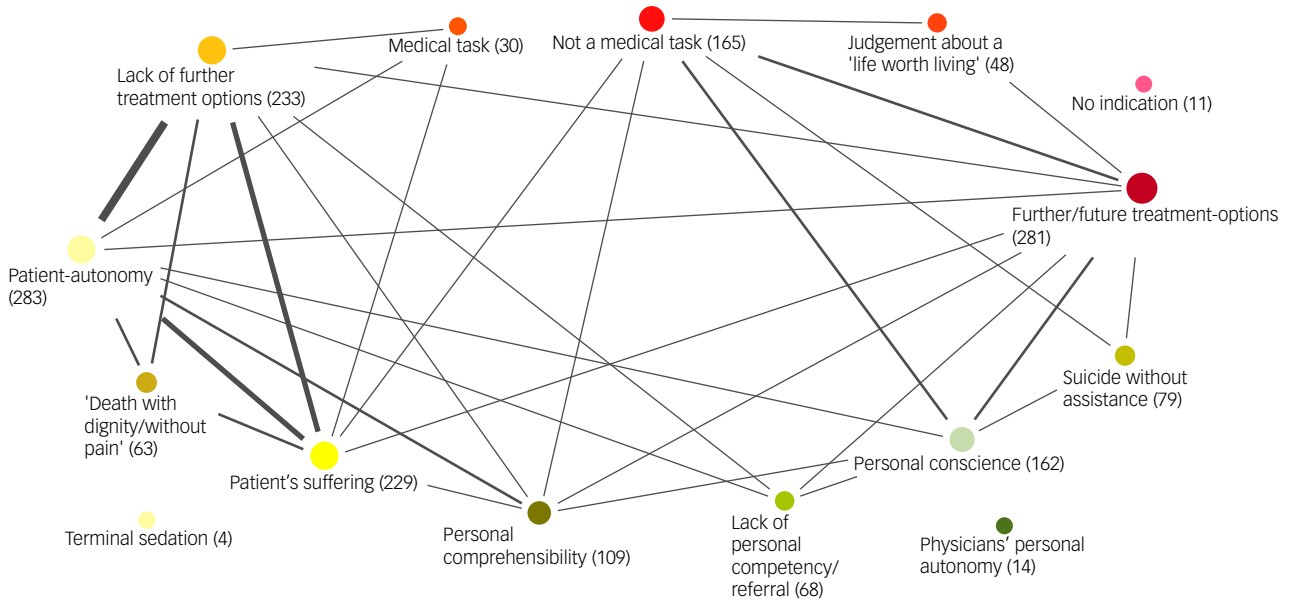 Medical task (30)
Not a medical task (165)
Judgement about a
'life worth living' (48)
Lack of further
treatment options (233)
No indication (11)
Further/future treatment-options
(281)
Patient-autonomy
(283)
Suicide without
assistance (79)
'Death with
dignity/without
pain' (63)
Personal conscience (162)
Patient’s suffering (229)
Terminal sedation (4)
Personal
comprehensibility (109)
Lack of
personal
competency/
referral (68)
Physicians’ personal
autonomy (14)